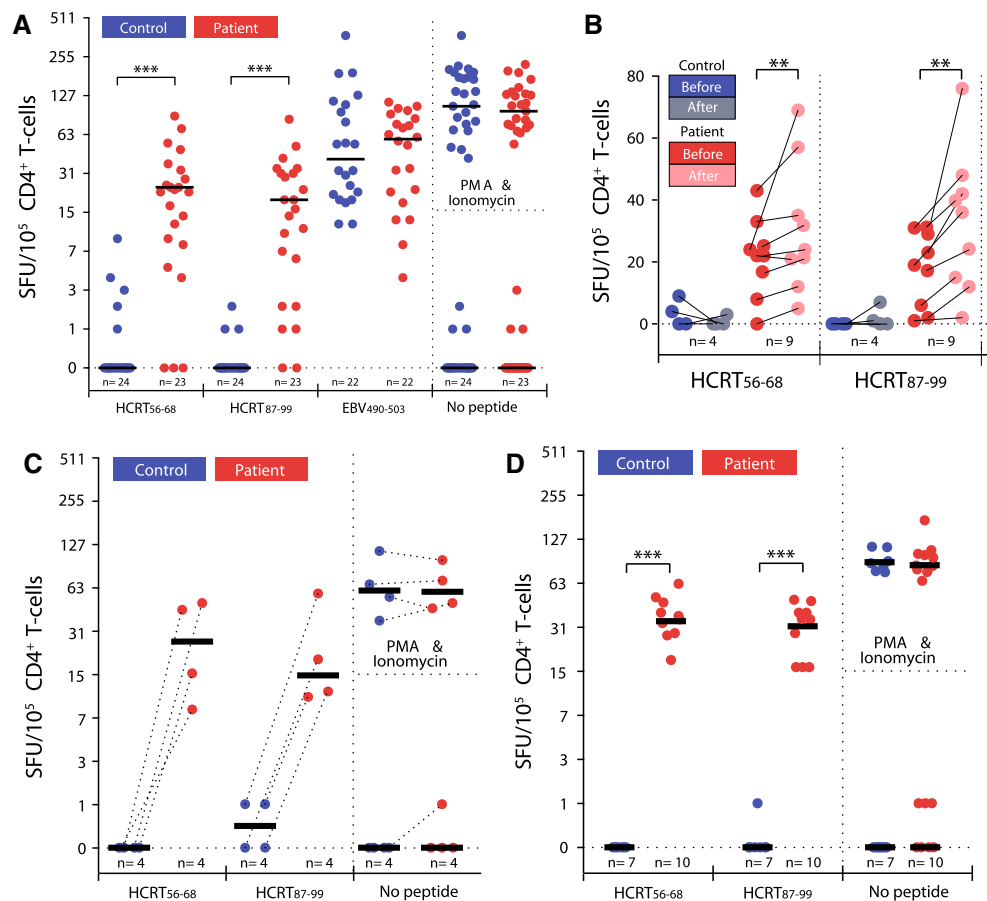 A
Control Patient
SFU/10⁵ CD4⁺ T-cells
511
255
127
63
31
15
7
3
1
0
***
***
PMA &
Ionomycin
n= 24 n= 23 n= 24 n= 23 n= 22 n= 22 n= 24 n= 23
HCRT56-68 HCRT87-99 EBV490-503 No peptide
B
Control
Before
After
Patient
Before
After
SFU/10⁵ CD4⁺ T-cells
80
60
40
20
0
**
**
n= 4 n= 9 n= 4 n= 9
HCRT56-68 HCRT87-99
C
Control Patient
SFU/10⁵ CD4⁺ T-cells
511
255
127
63
31
15
7
3
1
0
PMA &
Ionomycin
n= 4 n= 4 n= 4 n= 4 n= 4 n= 4
HCRT56-68 HCRT87-99 No peptide
D
Control Patient
SFU/10⁵ CD4⁺ T-cells
511
255
127
63
31
15
7
3
1
0
***
***
PMA &
Ionomycin
n= 7 n= 10 n= 7 n= 10 n= 7 n= 10
HCRT56-68 HCRT87-99 No peptide